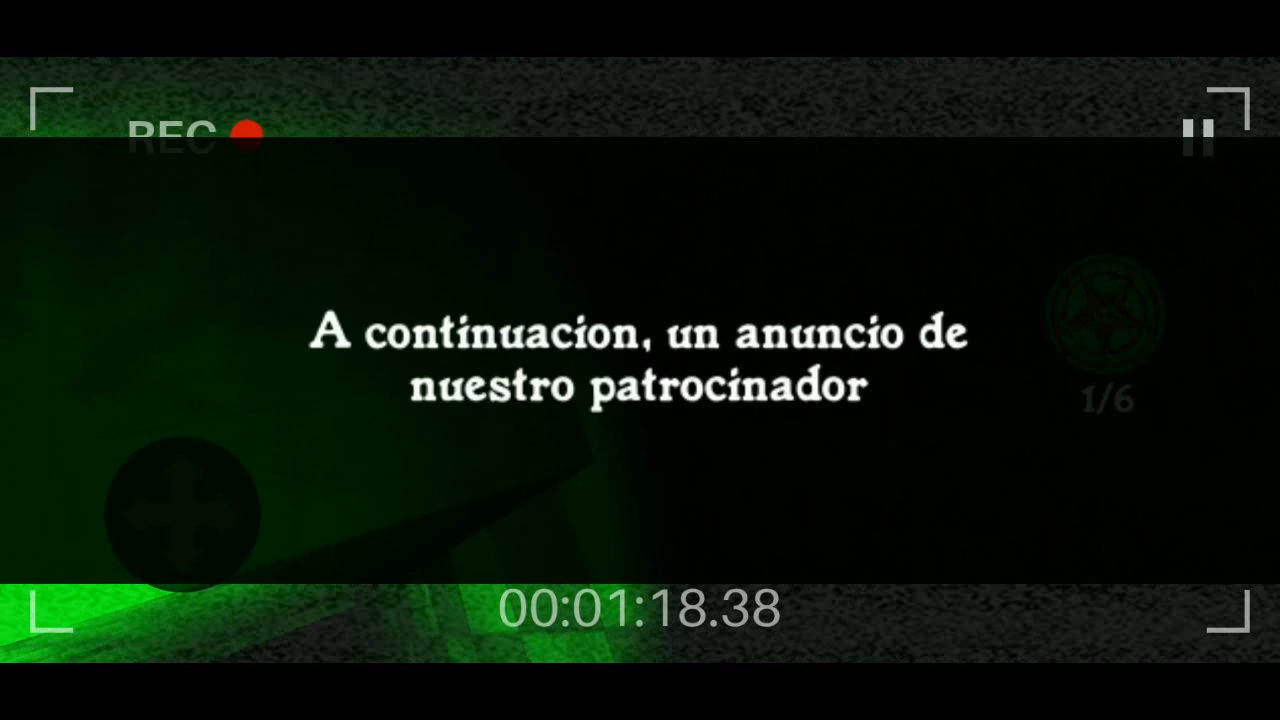 REC
A continuacion, un anuncio de
nuestro patrocinador
1/6
00:01:18.38